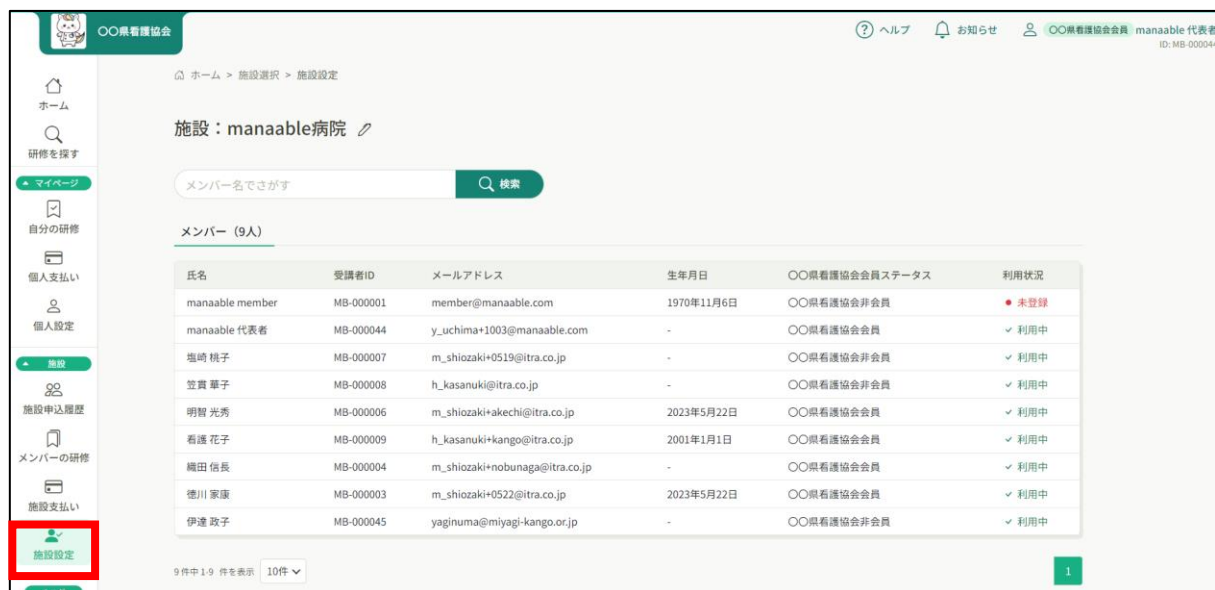 〇〇県看護協会
ヘルプ
お知らせ
〇〇県看護協会会員 manaable 代表者
ID: MB-000044
ホーム > 施設選択 > 施設設定
ホーム
研修を探す
マイページ
自分の研修
個人支払い
個人設定
施設
施設申込履歴
メンバーの研修
施設支払い
施設設定
施設：manaable病院
メンバー名でさがす
検索
メンバー（9人）
氏名 受講者ID メールアドレス 生年月日 〇〇県看護協会会員ステータス 利用状況
manaable member MB-000001 member@manaable.com 1970年11月6日 〇〇県看護協会非会員 未登録
manaable 代表者 MB-000044 y_uchima+1003@manaable.com - 〇〇県看護協会会員 利用中
塩崎 桃子 MB-000007 m_shiozaki+0519@itra.co.jp - 〇〇県看護協会非会員 利用中
笠貫 華子 MB-000008 h_kasanuki@itra.co.jp - 〇〇県看護協会非会員 利用中
明智 光秀 MB-000006 m_shiozaki+akechi@itra.co.jp 2023年5月22日 〇〇県看護協会会員 利用中
看護 花子 MB-000009 h_kasanuki+kango@itra.co.jp 2001年1月1日 〇〇県看護協会会員 利用中
織田 信長 MB-000004 m_shiozaki+nobunaga@itra.co.jp - 〇〇県看護協会会員 利用中
徳川 家康 MB-000003 m_shiozaki+0522@itra.co.jp 2023年5月22日 〇〇県看護協会会員 利用中
伊達 政子 MB-000045 yaginuma@miyagi-kango.or.jp - 〇〇県看護協会非会員 利用中
9件中 1-9 件を表示 10件
1